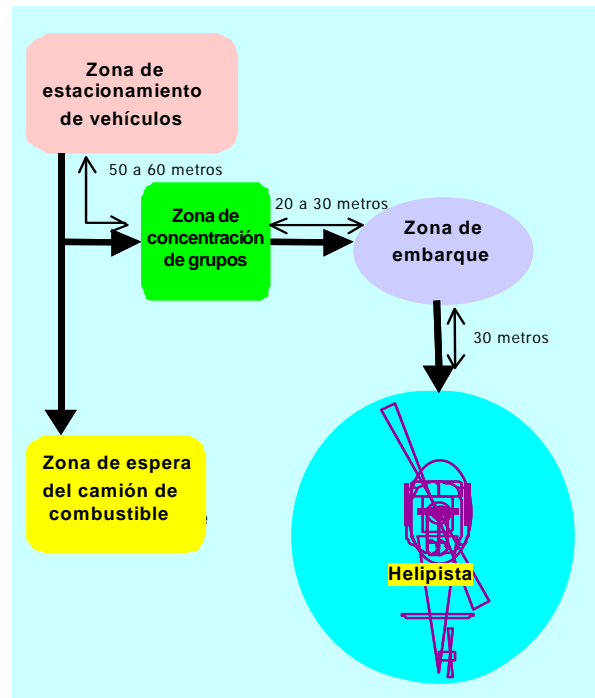 Zona de
estacionamiento
de vehículos
50 a 60 metros
20 a 30 metros
Zona de
concentración
de grupos
Zona de
embarque
30 metros
Zona de espera
del camión de
combustible
e
Helipista